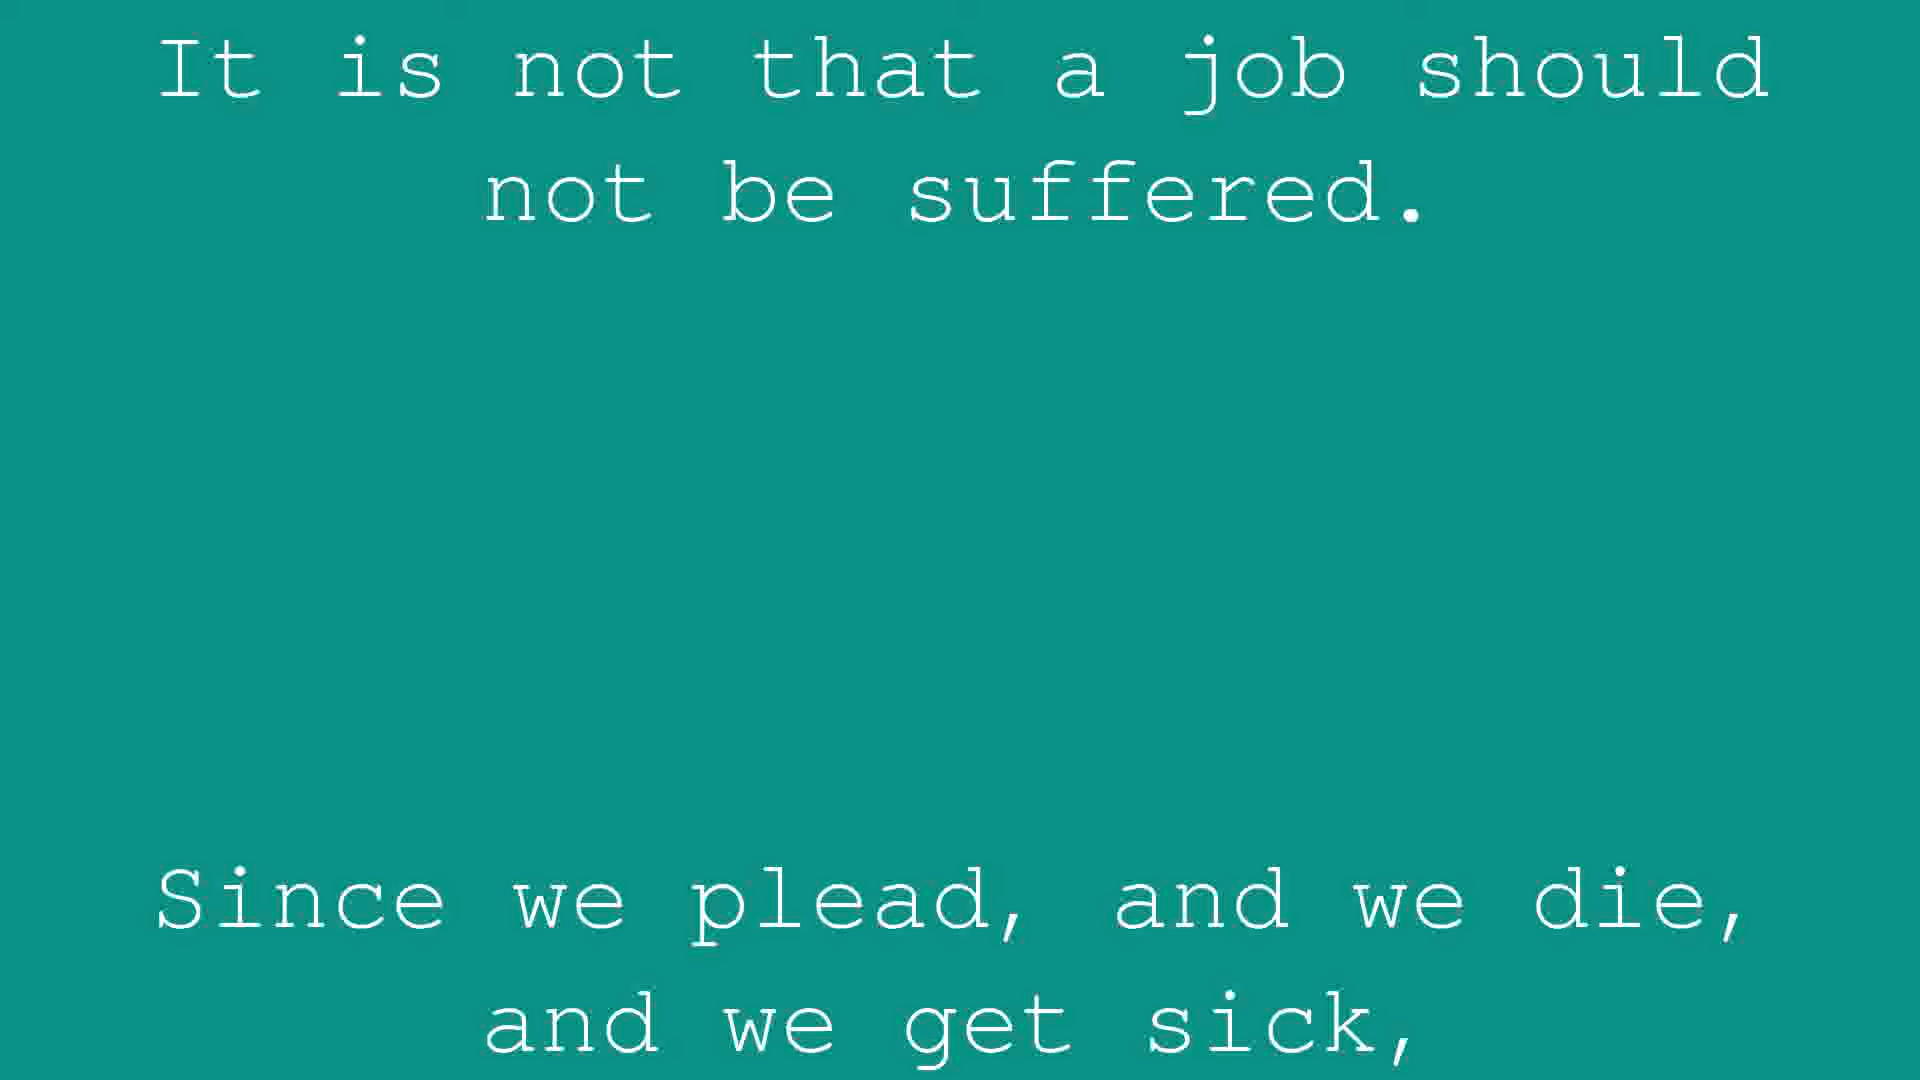 It is not that a job should
not be suffered.
Since we plead, and we die,
and we get sick,